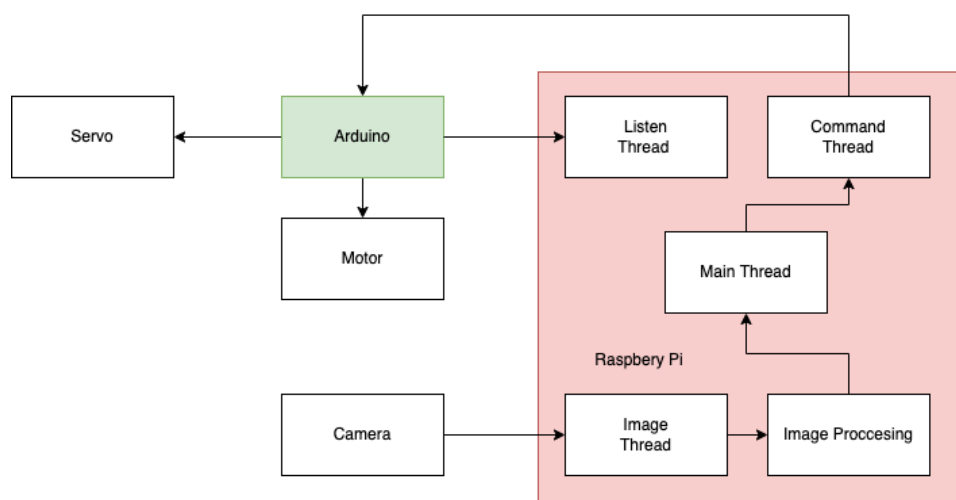 Servo
Arduino
Listen
Thread
Command
Thread
Motor
Main Thread
Raspbery Pi
Camera
Image
Thread
Image Proccesing